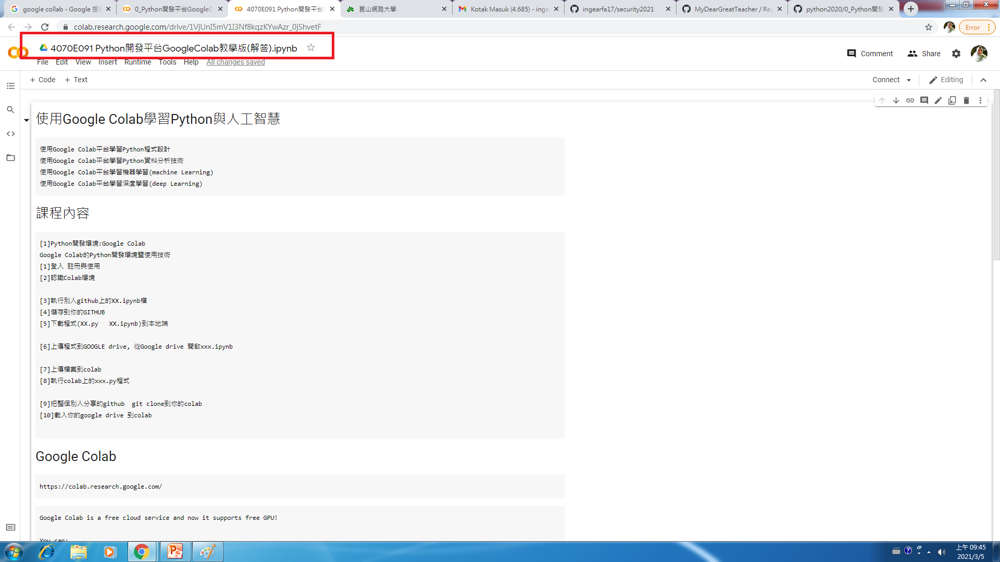 google collab - Google 搜尋
0_Python開發平台GoogleC
4070E091 Python開發平台G
崑山網路大學
Kotak Masuk (4.685) - inge
ingearfa17/security2021
MyDearGreatTeacher / Re
python2020/0_Python開發
colab.research.google.com/drive/1VjUnI5mV1I3Nf8kqzKYwAzr_0jShvetF
Error
4070E091 Python開發平台GoogleColab教學版(解答).ipynb
File Edit View Insert Runtime Tools Help All changes saved
Comment
Share
+ Code + Text
Connect
Editing
使用Google Colab學習Python與人工智慧
使用Google Colab平台學習Python程式設計
使用Google Colab平台學習Python資料分析技術
使用Google Colab平台學習機器學習(machine Learning)
使用Google Colab平台學習深度學習(deep Learning)
課程內容
[1]Python開發環境:Google Colab
Google Colab的Python開發環境暨使用技術
[1]登入 註冊與使用
[2]認識Colab環境
[3]執行別人github上的XX.ipynb檔
[4]儲存到你的GITHUB
[5]下載程式(XX.py XX.ipynb)到本地端
[6]上傳程式到GOOGLE drive, 從Google drive 開啟xxx.ipynb
[7]上傳檔案到colab
[8]執行colab上的xxx.py程式
[9]把整個別人分享的github git clone到你的colab
[10]載入你的google drive 到colab
Google Colab
https://colab.research.google.com/
Google Colab is a free cloud service and now it supports free GPU!
You can:
上午 09:45
2021/3/5